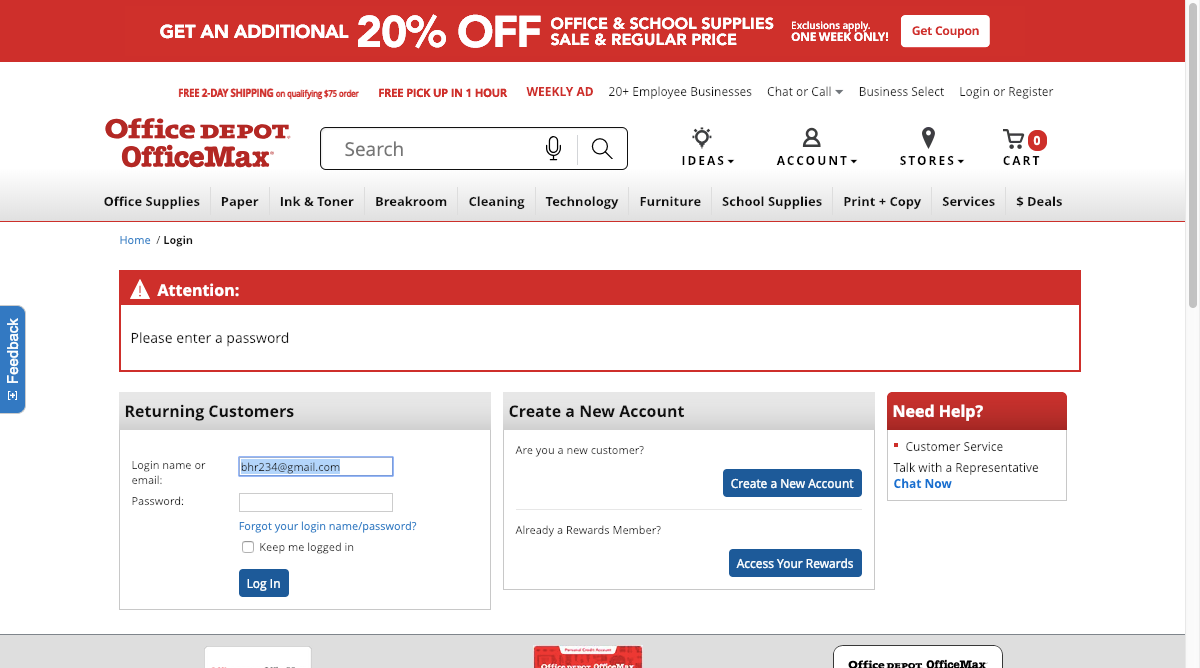 GET AN ADDITIONAL 20% OFF OFFICE & SCHOOL SUPPLIES SALE & REGULAR PRICE Exclusions apply. ONE WEEK ONLY! Get Coupon
FREE 2-DAY SHIPPING on qualifying $75 order FREE PICK UP IN 1 HOUR WEEKLY AD 20+ Employee Businesses Chat or Call Business Select Login or Register
Office DEPOT
OfficeMax
Search
IDEAS ACCOUNT STORES 0 CART
Office Supplies Paper Ink & Toner Breakroom Cleaning Technology Furniture School Supplies Print + Copy Services $ Deals
Home / Login
Attention:
Please enter a password
Feedback
Returning Customers
Login name or email: bhr234@gmail.com
Password:
Forgot your login name/password?
Keep me logged in
Log In
Create a New Account
Are you a new customer?
Create a New Account
Already a Rewards Member?
Access Your Rewards
Need Help?
Customer Service
Talk with a Representative
Chat Now
Personal Credit Account
Office DEPOT OfficeMax
Office DEPOT OfficeMax